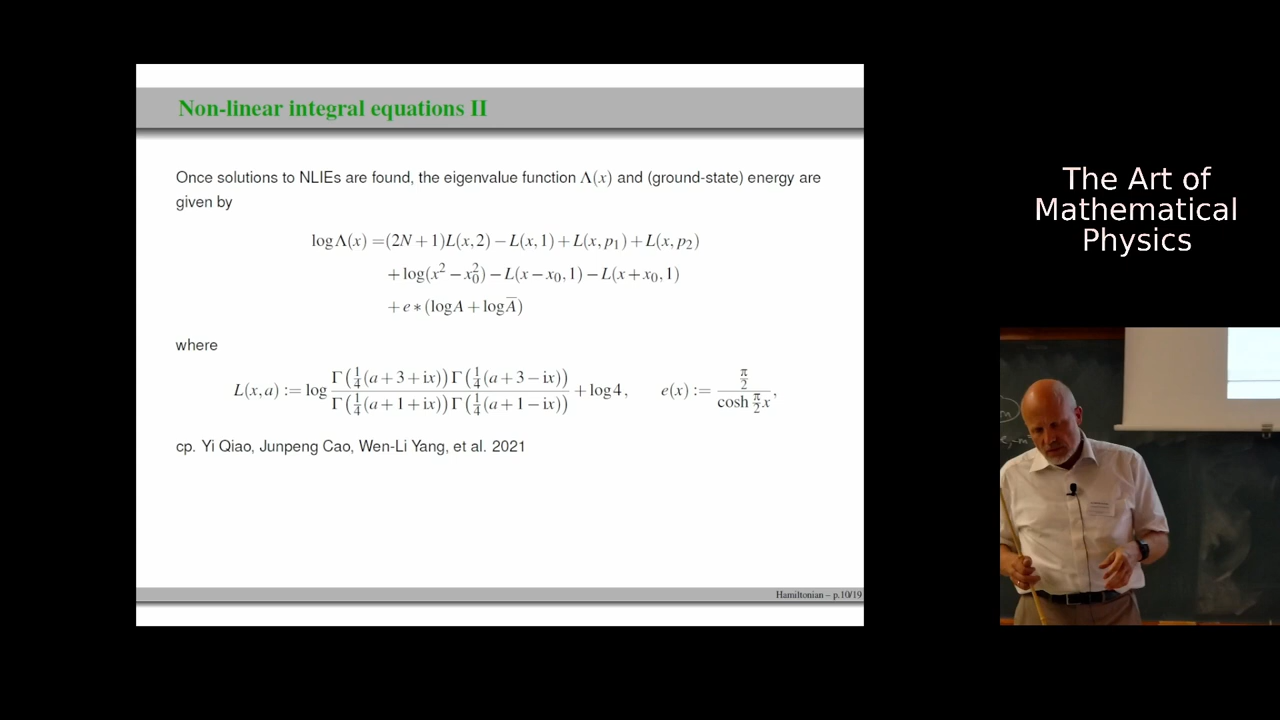 Non-linear integral equations II
Once solutions to NLIEs are found, the eigenvalue function Λ(x) and (ground-state) energy are
given by
log Λ(x) =(2N + 1)L(x, 2) − L(x, 1) + L(x, p₁) + L(x, p₂)
+ log(x² − x₀²) − L(x − x₀, 1) − L(x + x₀, 1)
+ e ∗ (log A + log A̅)
where
L(x, a) := log Γ(¼(a + 3 + ix)) Γ(¼(a + 3 − ix)) / Γ(¼(a + 1 + ix)) Γ(¼(a + 1 − ix)) + log 4, e(x) := π/2 / cosh π/2 x,
cp. Yi Qiao, Junpeng Cao, Wen-Li Yang, et al. 2021
Hamiltonian – p.10/19
The Art of
Mathematical
Physics